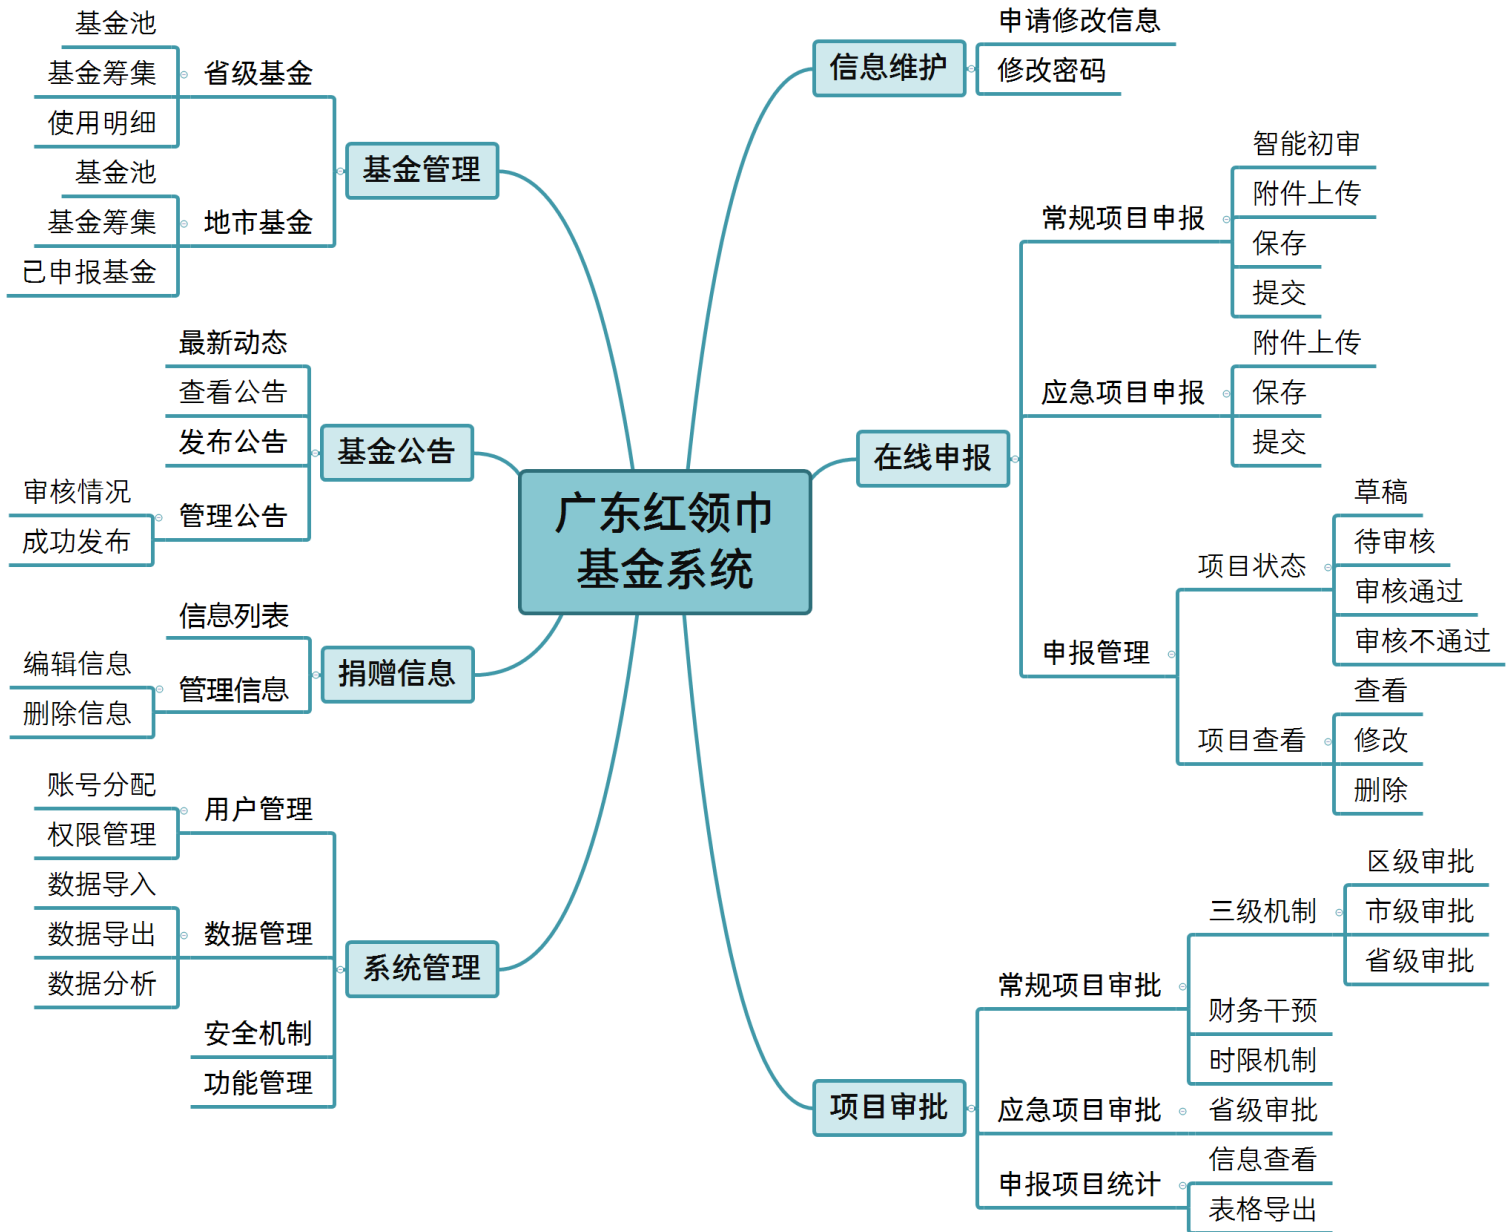 广东红领巾
基金系统
信息维护
申请修改信息
修改密码
在线申报
常规项目申报
智能初审
附件上传
保存
提交
应急项目申报
附件上传
保存
提交
申报管理
项目状态
草稿
待审核
审核通过
审核不通过
项目查看
查看
修改
删除
项目审批
常规项目审批
三级机制
区级审批
市级审批
省级审批
财务干预
时限机制
应急项目审批
省级审批
申报项目统计
信息查看
表格导出
基金管理
省级基金
基金池
基金筹集
使用明细
地市基金
基金池
基金筹集
已申报基金
基金公告
最新动态
查看公告
发布公告
管理公告
审核情况
成功发布
捐赠信息
信息列表
管理信息
编辑信息
删除信息
系统管理
用户管理
账号分配
权限管理
数据管理
数据导入
数据导出
数据分析
安全机制
功能管理